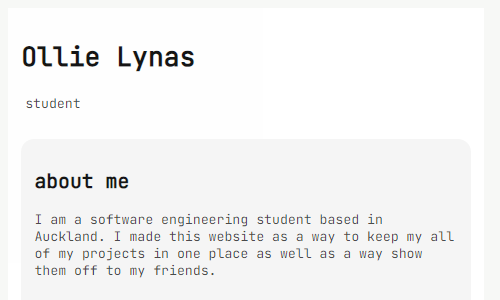 Ollie Lynas
student
about me
I am a software engineering student based in
Auckland. I made this website as a way to keep my all
of my projects in one place as well as a way show
them off to my friends.